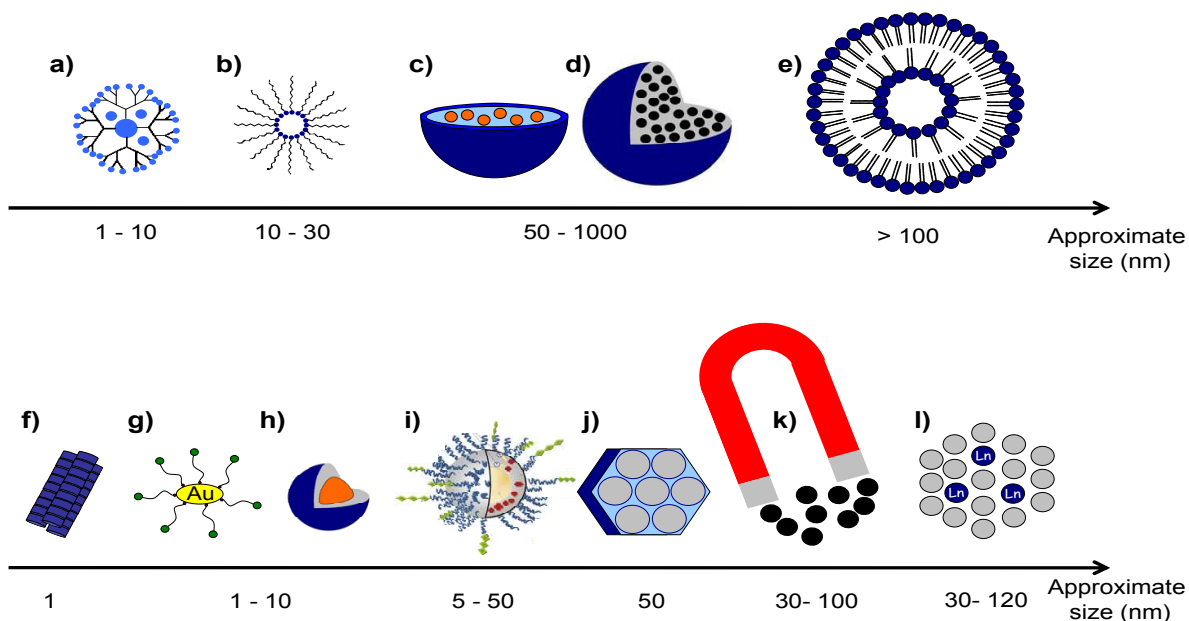 a)
b)
c)
d)
e)
1 - 10
10 - 30
50 - 1000
> 100
Approximate
size (nm)
f)
g)
h)
i)
j)
k)
l)
Au
Ln
Ln
Ln
1
1 - 10
5 - 50
50
30- 100
30- 120
Approximate
size (nm)